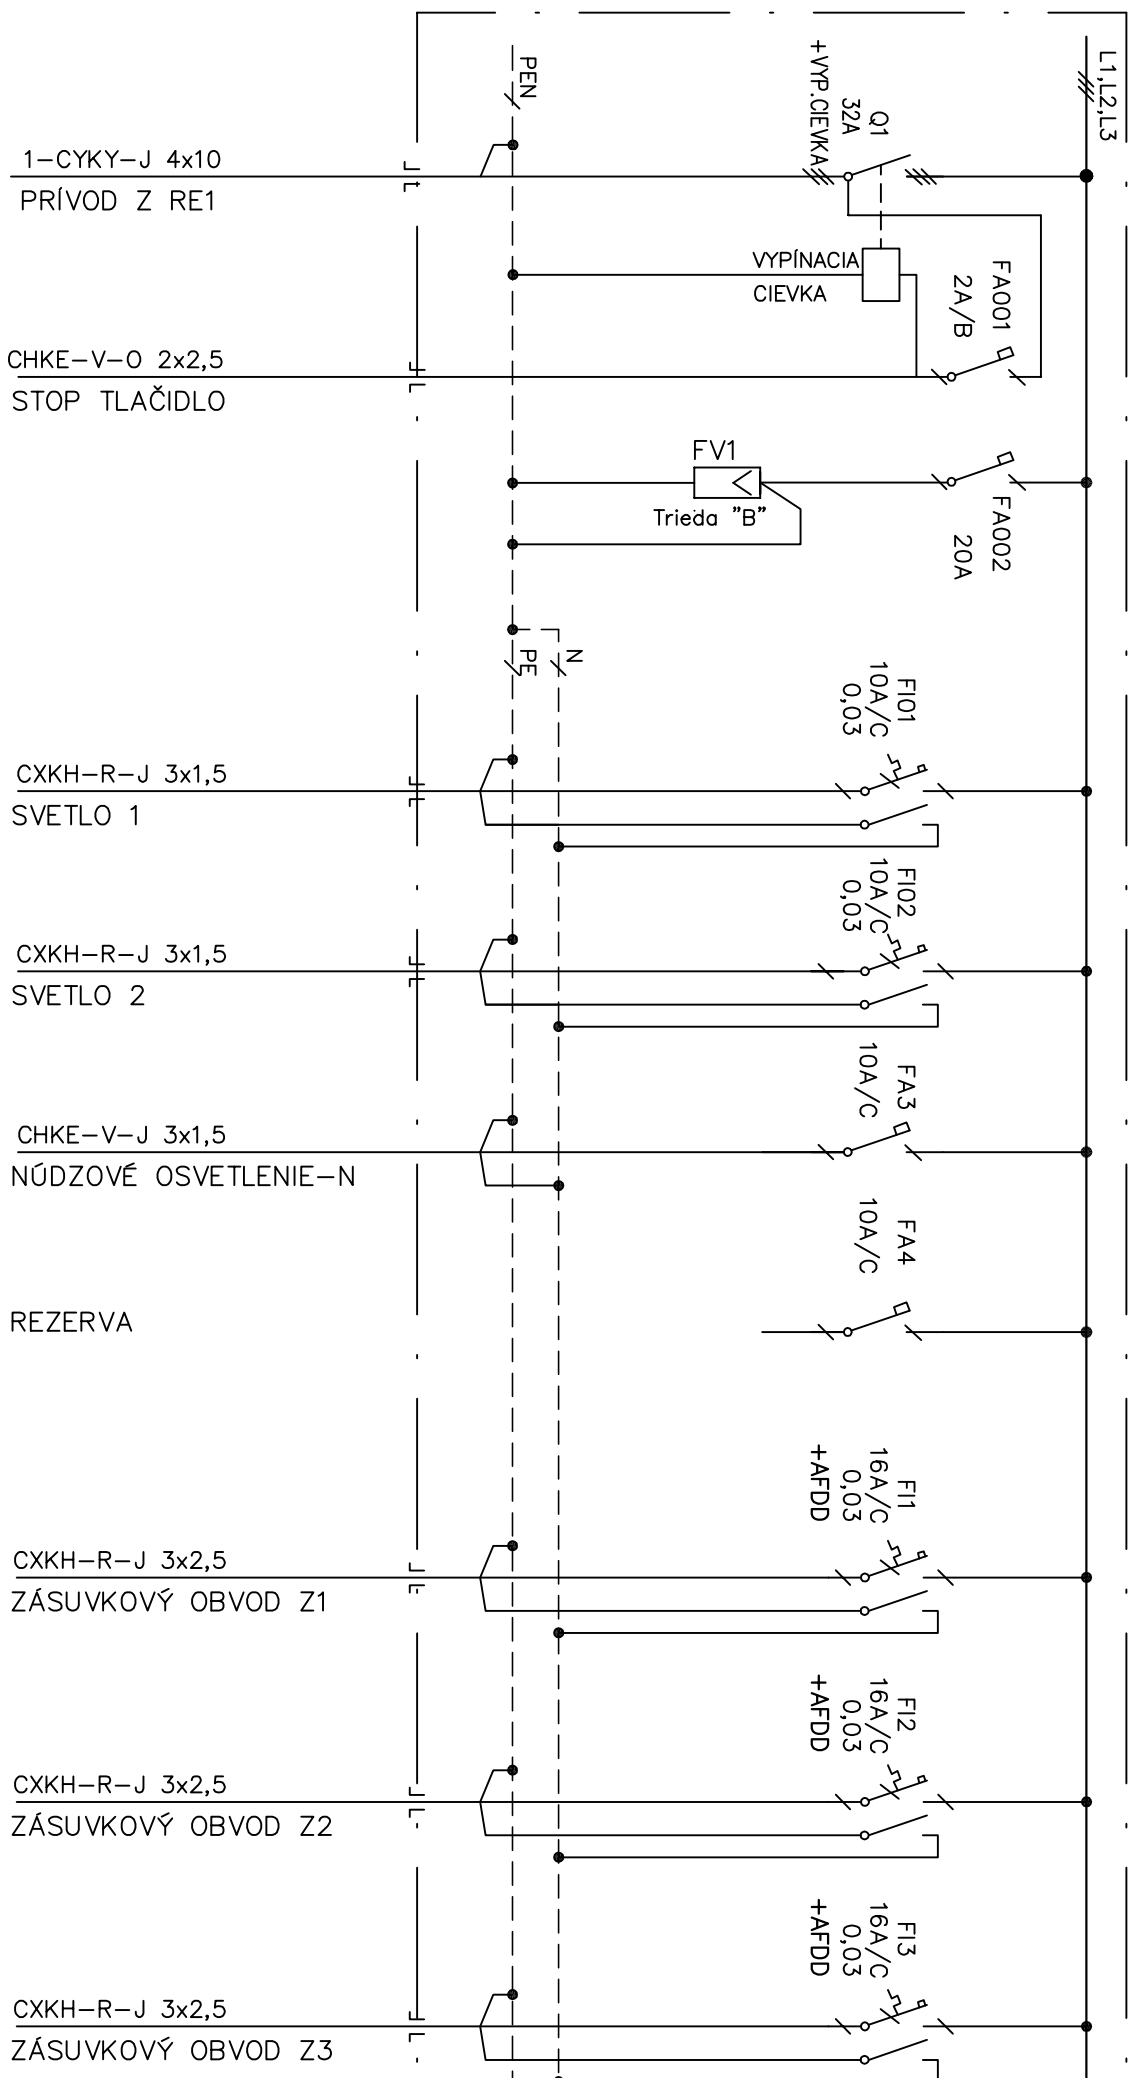 L1,L2,L3
PEN
+VYP.CIEVKA
Q1
32A
1-CYKY-J 4x10
PRÍVOD Z RE1
VYPÍNACIA
CIEVKA
FA001
2A/B
CHKE-V-O 2x2,5
STOP TLAČIDLO
FV1
Trieda "B"
FA002
20A
PE
N
FI01
10A/C
0,03
CXKH-R-J 3x1,5
SVETLO 1
FI02
10A/C
0,03
CXKH-R-J 3x1,5
SVETLO 2
FA3
10A/C
CHKE-V-J 3x1,5
NÚDZOVÉ OSVETLENIE-N
FA4
10A/C
REZERVA
FI1
16A/C
0,03
+AFDD
CXKH-R-J 3x2,5
ZÁSUVKOVÝ OBVOD Z1
FI2
16A/C
0,03
+AFDD
CXKH-R-J 3x2,5
ZÁSUVKOVÝ OBVOD Z2
FI3
16A/C
0,03
+AFDD
CXKH-R-J 3x2,5
ZÁSUVKOVÝ OBVOD Z3